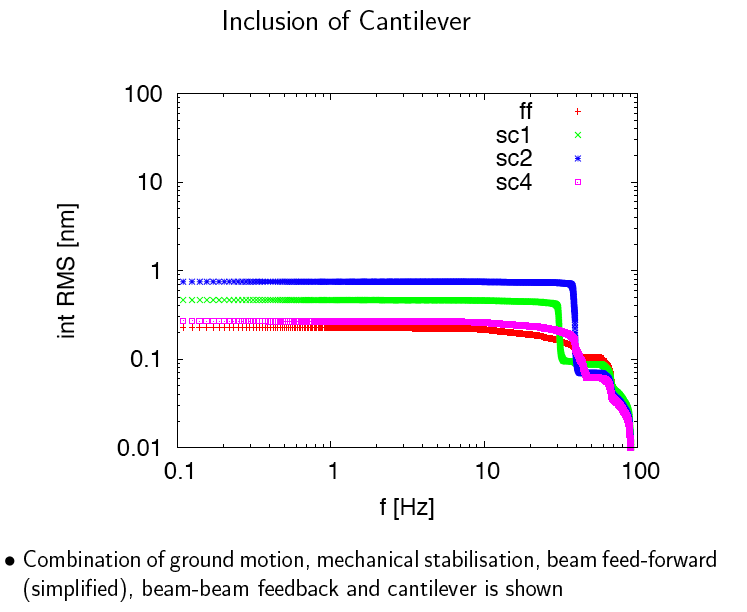 Inclusion of Cantilever
100
10
1
0.1
0.01
int RMS [nm]
ff
sc1
sc2
sc4
0.1
1
10
100
f [Hz]
• Combination of ground motion, mechanical stabilisation, beam feed-forward
(simplified), beam-beam feedback and cantilever is shown